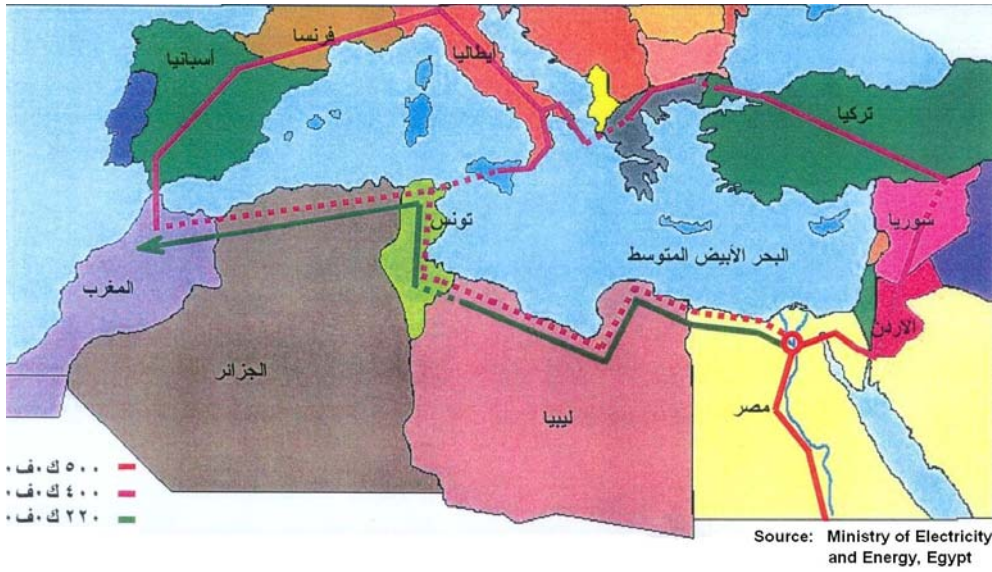 فرنسا
أسبانيا
أيطاليا
تركيا
تونس
سوريا
البحر الأبيض المتوسط
المغرب
الاردن
الجزائر
ليبيا
مصر
٥٠٠ ك.ف.
٤٠٠ ك.ف.
٢٢٠ ك.ف.
Source: Ministry of Electricity
and Energy, Egypt